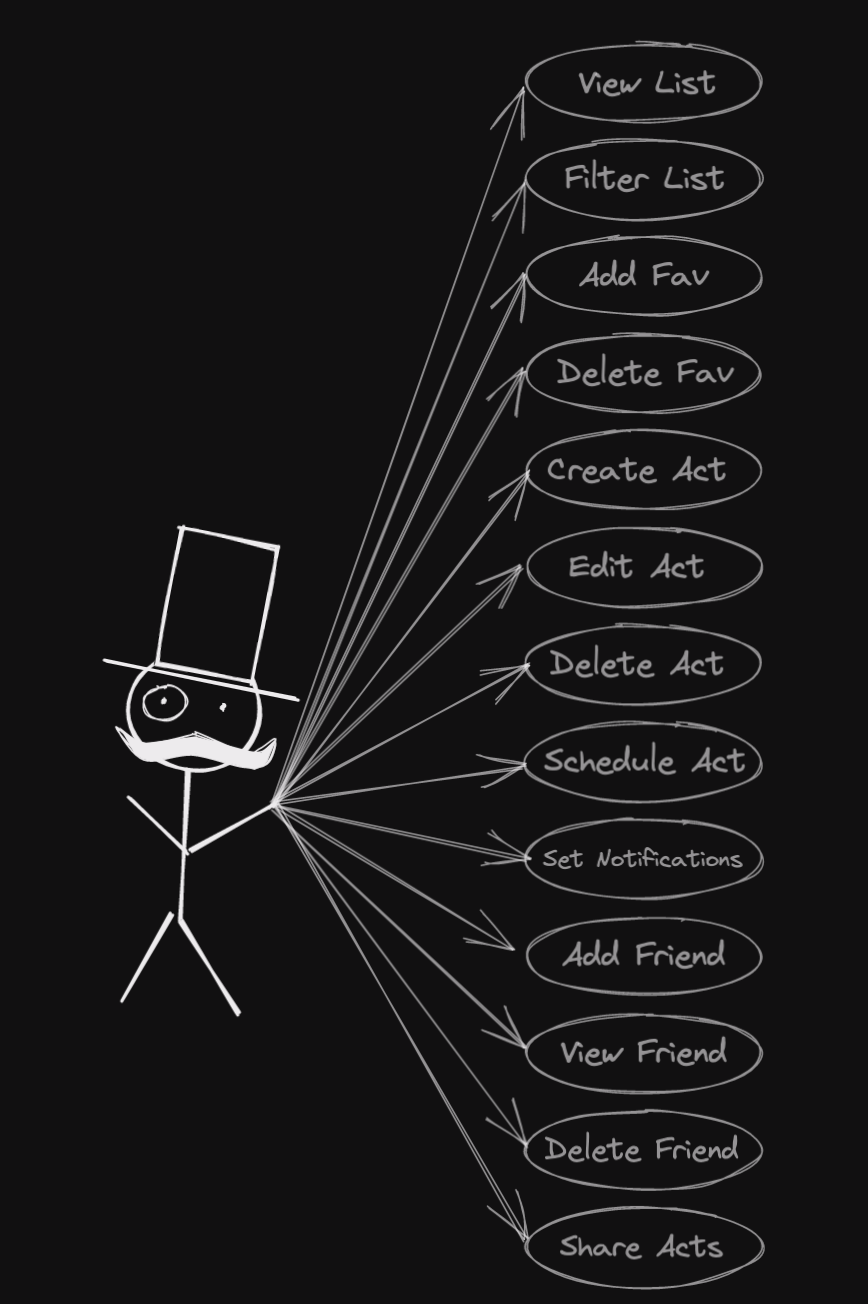 View List
Filter List
Add Fav
Delete Fav
Create Act
Edit Act
Delete Act
Schedule Act
Set Notifications
Add Friend
View Friend
Delete Friend
Share Acts